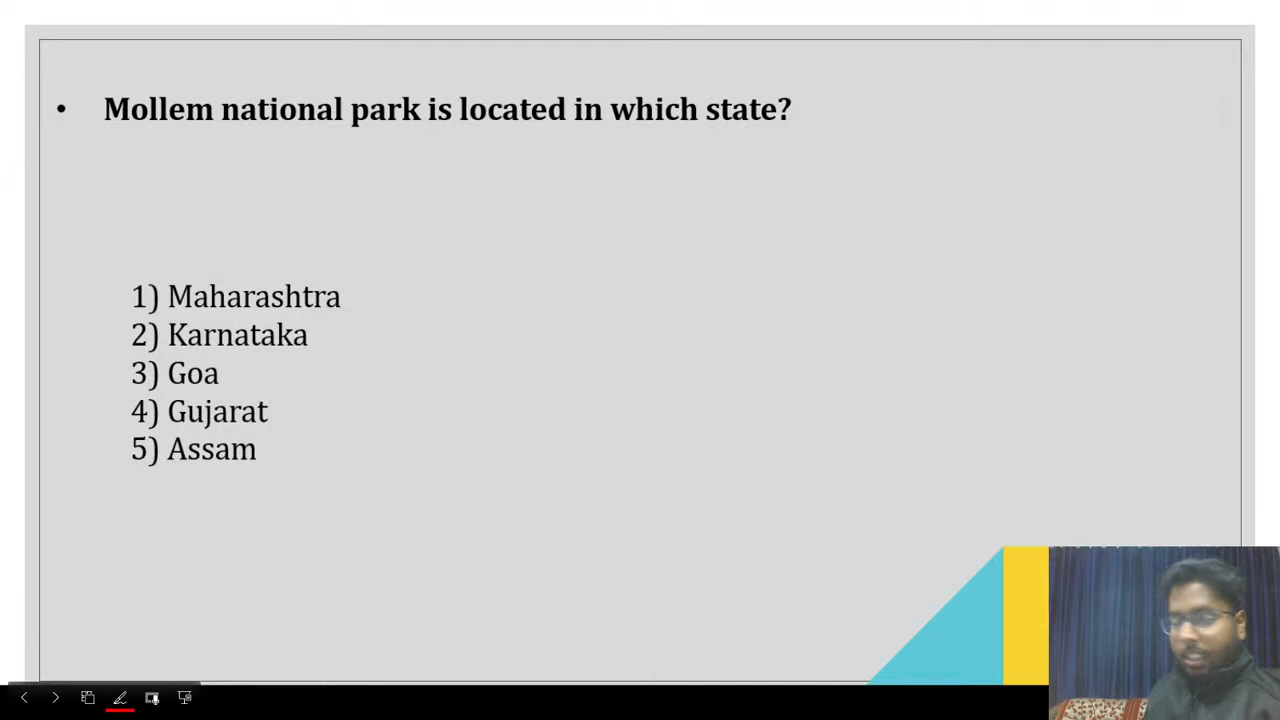 • Mollem national park is located in which state?
1) Maharashtra
2) Karnataka
3) Goa
4) Gujarat
5) Assam